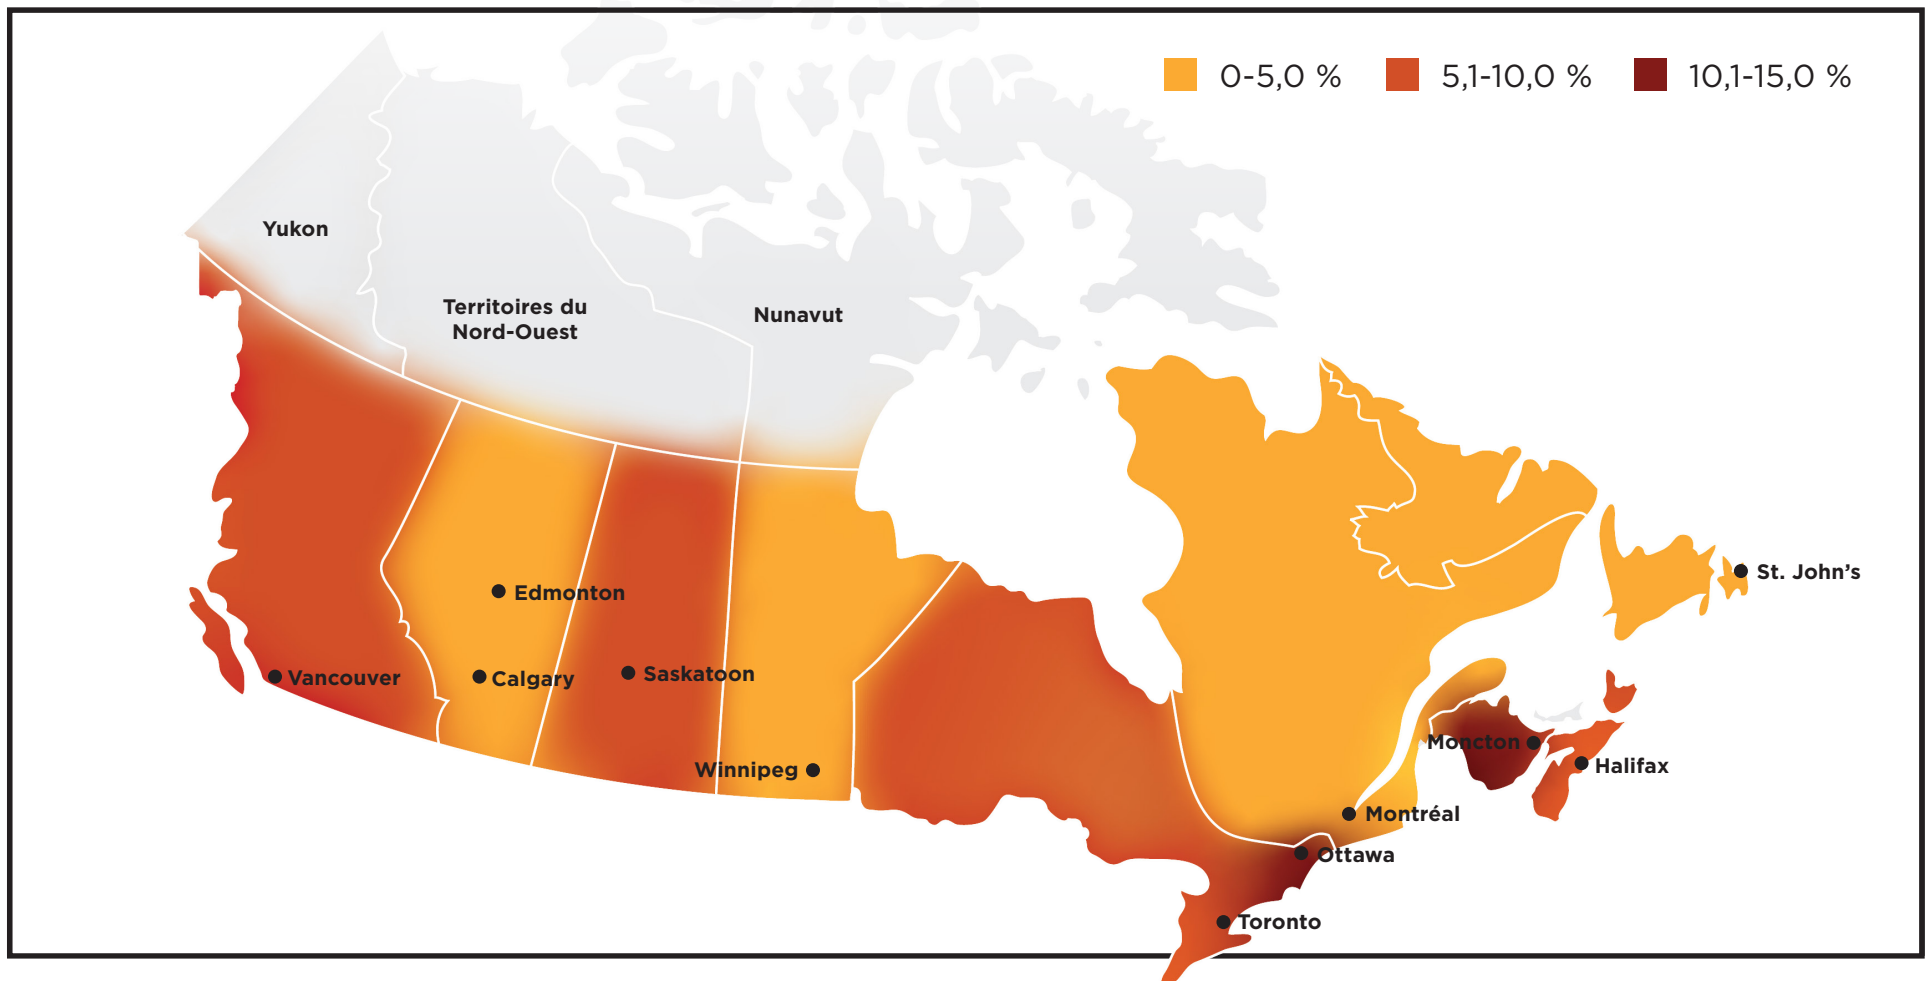 0-5,0 %
5,1-10,0 %
10,1-15,0 %
Yukon
Territoires du
Nord-Ouest
Nunavut
Edmonton
St. John’s
Vancouver
Calgary
Saskatoon
Winnipeg
Moncton
Halifax
Montréal
Ottawa
Toronto